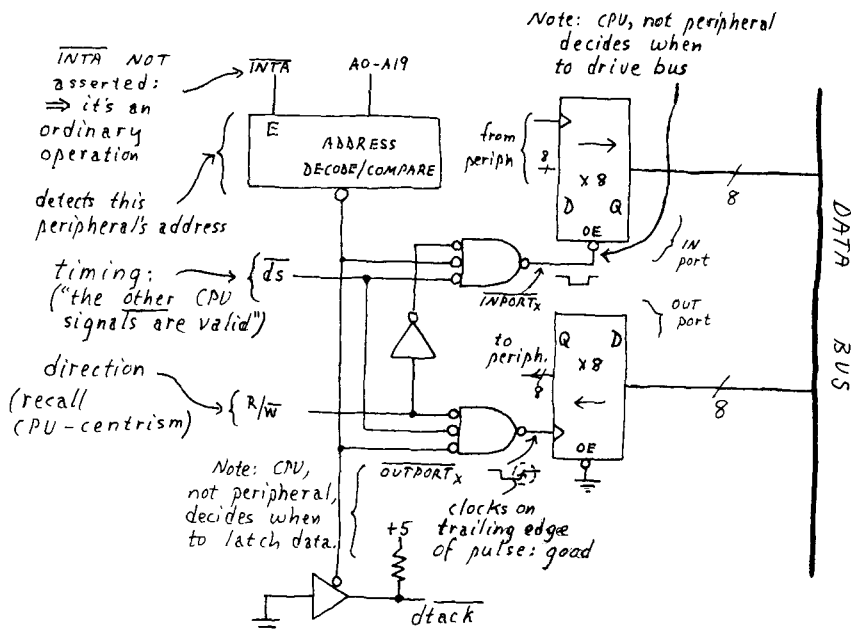 Note: CPU, not peripheral
decides when
to drive bus
INTA NOT
asserted:
⇒ it's an
ordinary
operation
INTA
A0-A19
E
ADDRESS
DECODE/COMPARE
detects this
peripheral's address
from
periph
8
x 8
D Q
OE
8
IN
port
DATA
BUS
timing:
("the other CPU
signals are valid")
ds
INPORTx
OUT
port
Q D
x 8
OE
to
periph.
8
8
direction
(recall
CPU-centrism)
R/w
OUTPORTx
Note: CPU,
not peripheral,
decides when
to latch data.
clocks on
trailing edge
of pulse: good
+5
dtack